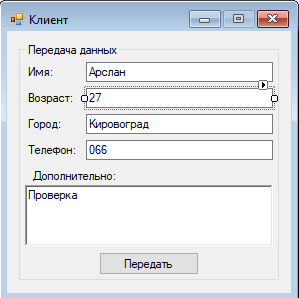 Клиент
Передача данных
Имя: Арслан
Возраст: 27
Город: Кировоград
Телефон: 066
Дополнительно:
Проверка
Передать